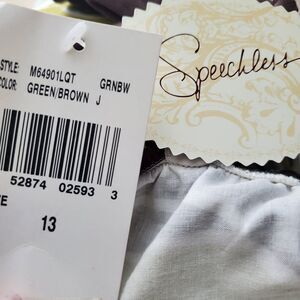 STYLE: M64901LQT GRNBW
COLOR: GREEN/BROWN J
52874 02593 3
13
Speechless